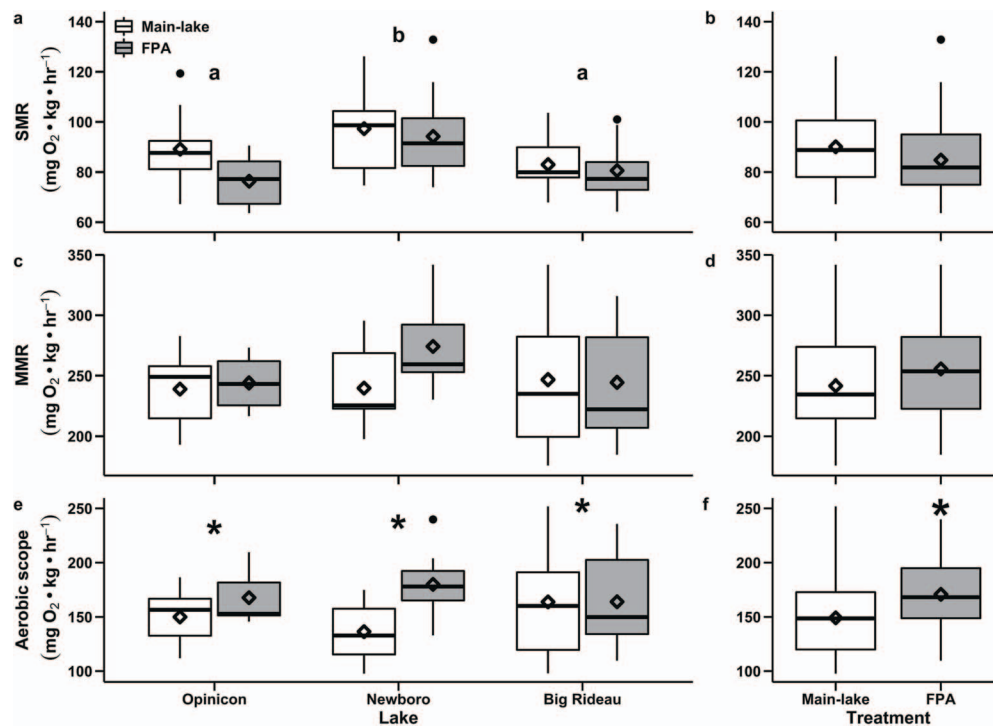 a
b
140
120
100
80
60
SMR
(mg O₂ • kg • hr⁻¹)
Main-lake
FPA
a
b
a
140
120
100
80
60
c
d
350
300
250
200
MMR
(mg O₂ • kg • hr⁻¹)
350
300
250
200
e
f
250
200
150
100
Aerobic scope
(mg O₂ • kg • hr⁻¹)
*
*
*
250
200
150
100
*
Opinicon
Newboro
Big Rideau
Lake
Main-lake
FPA
Treatment